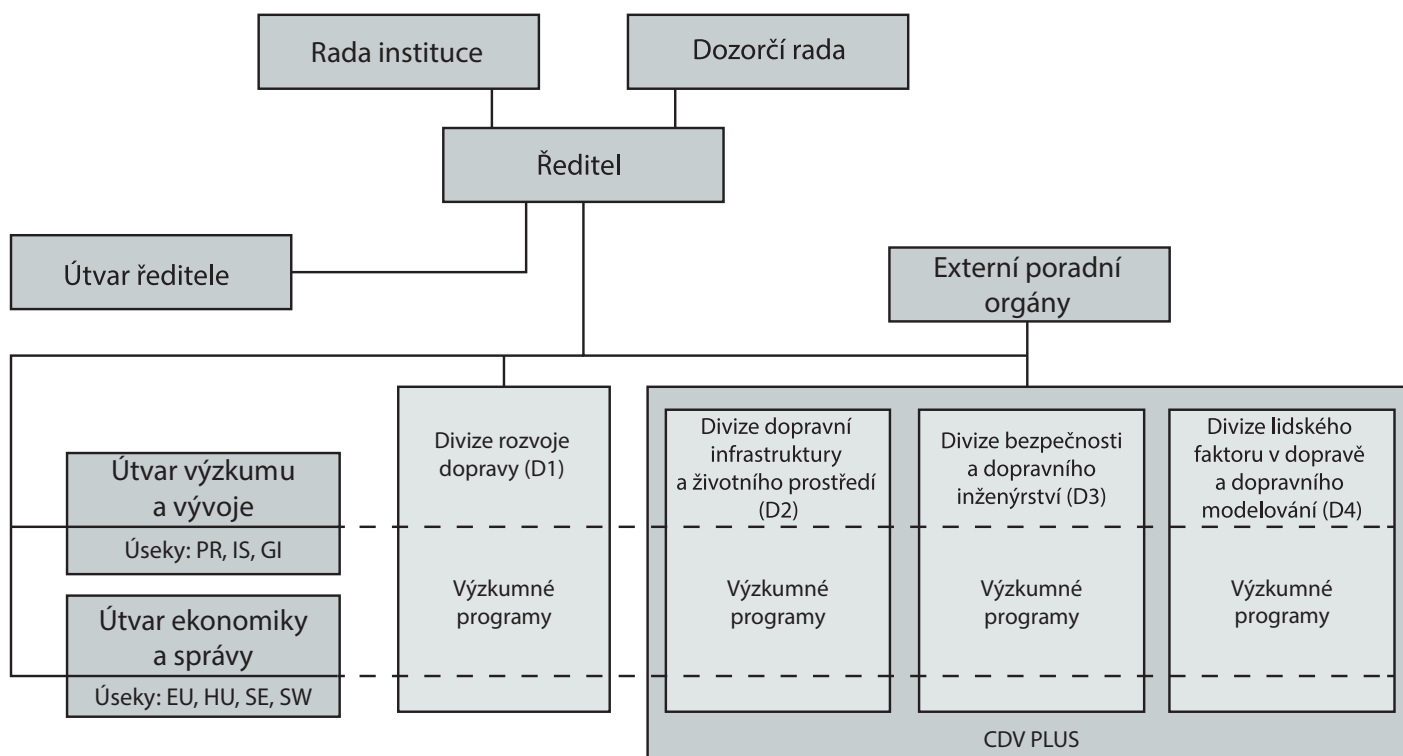 Rada instituce
Dozorčí rada
Ředitel
Útvar ředitele
Externí poradní
orgány
Útvar výzkumu
a vývoje
Úseky: PR, IS, GI
Útvar ekonomiky
a správy
Úseky: EU, HU, SE, SW
Divize rozvoje
dopravy (D1)
Výzkumné
programy
Divize dopravní
infrastruktury
a životního prostředí
(D2)
Výzkumné
programy
Divize bezpečnosti
a dopravního
inženýrství (D3)
Výzkumné
programy
Divize lidského
faktoru v dopravě
a dopravního
modelování (D4)
Výzkumné
programy
CDV PLUS